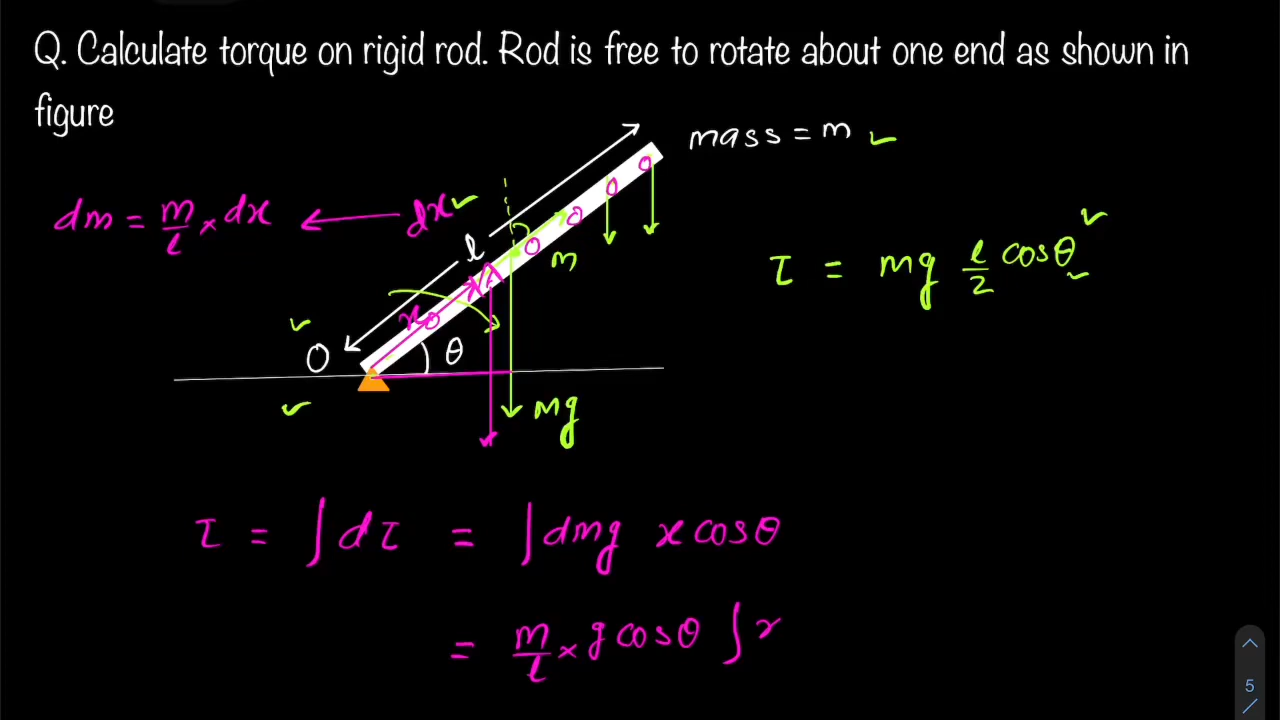 Q. Calculate torque on rigid rod. Rod is free to rotate about one end as shown in
figure
mass = m
dm = m/l × dx
dx
l
m
τ = mg l/2 cosθ
x
O
θ
mg
τ = ∫ dτ = ∫ dmg x cosθ
= m/l × g cosθ ∫ x
5